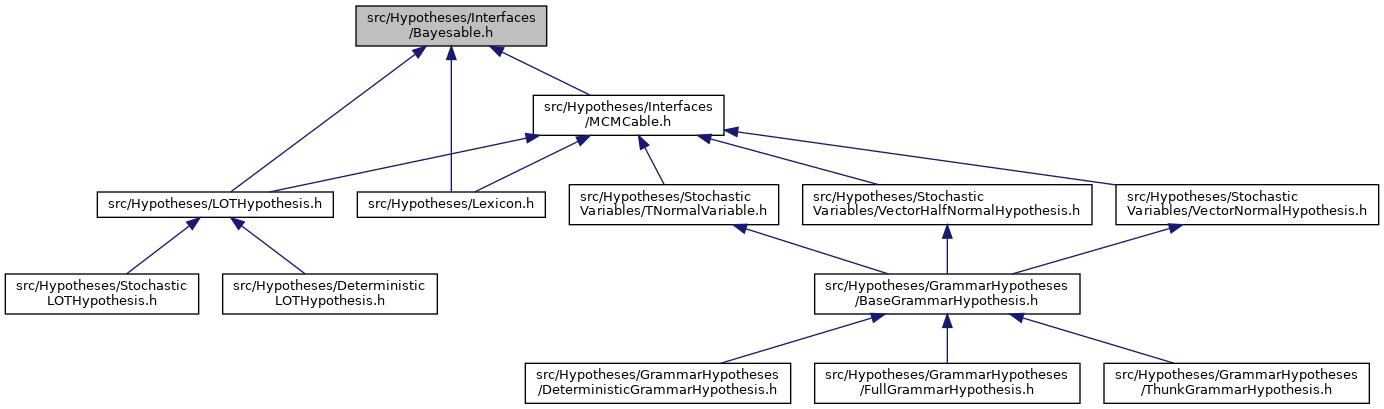 src/Hypotheses/Interfaces
/Bayesable.h
src/Hypotheses/Interfaces
/MCMCable.h
src/Hypotheses/LOTHypothesis.h
src/Hypotheses/Lexicon.h
src/Hypotheses/Stochastic
Variables/TNormalVariable.h
src/Hypotheses/Stochastic
Variables/VectorHalfNormalHypothesis.h
src/Hypotheses/Stochastic
Variables/VectorNormalHypothesis.h
src/Hypotheses/Stochastic
LOTHypothesis.h
src/Hypotheses/Deterministic
LOTHypothesis.h
src/Hypotheses/GrammarHypotheses
/BaseGrammarHypothesis.h
src/Hypotheses/GrammarHypotheses
/DeterministicGrammarHypothesis.h
src/Hypotheses/GrammarHypotheses
/FullGrammarHypothesis.h
src/Hypotheses/GrammarHypotheses
/ThunkGrammarHypothesis.h